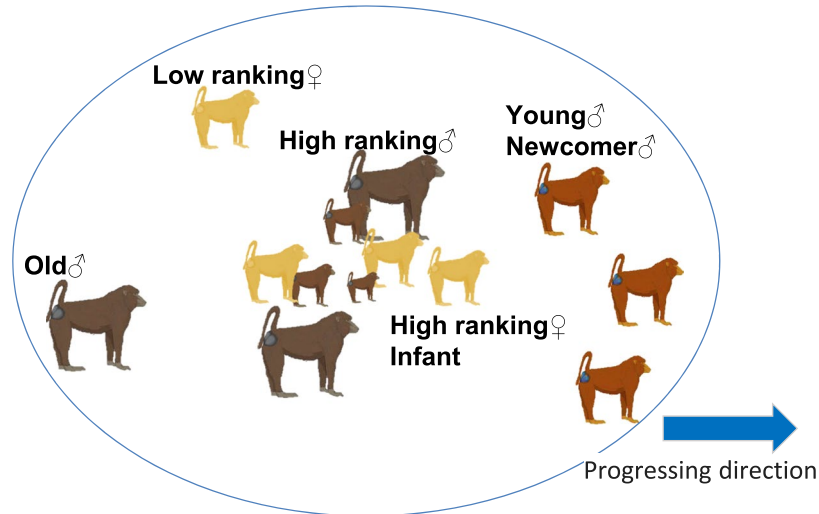 Low ranking♀
High ranking♂
Young♂
Newcomer♂
Old♂
High ranking♀
Infant
Progressing direction